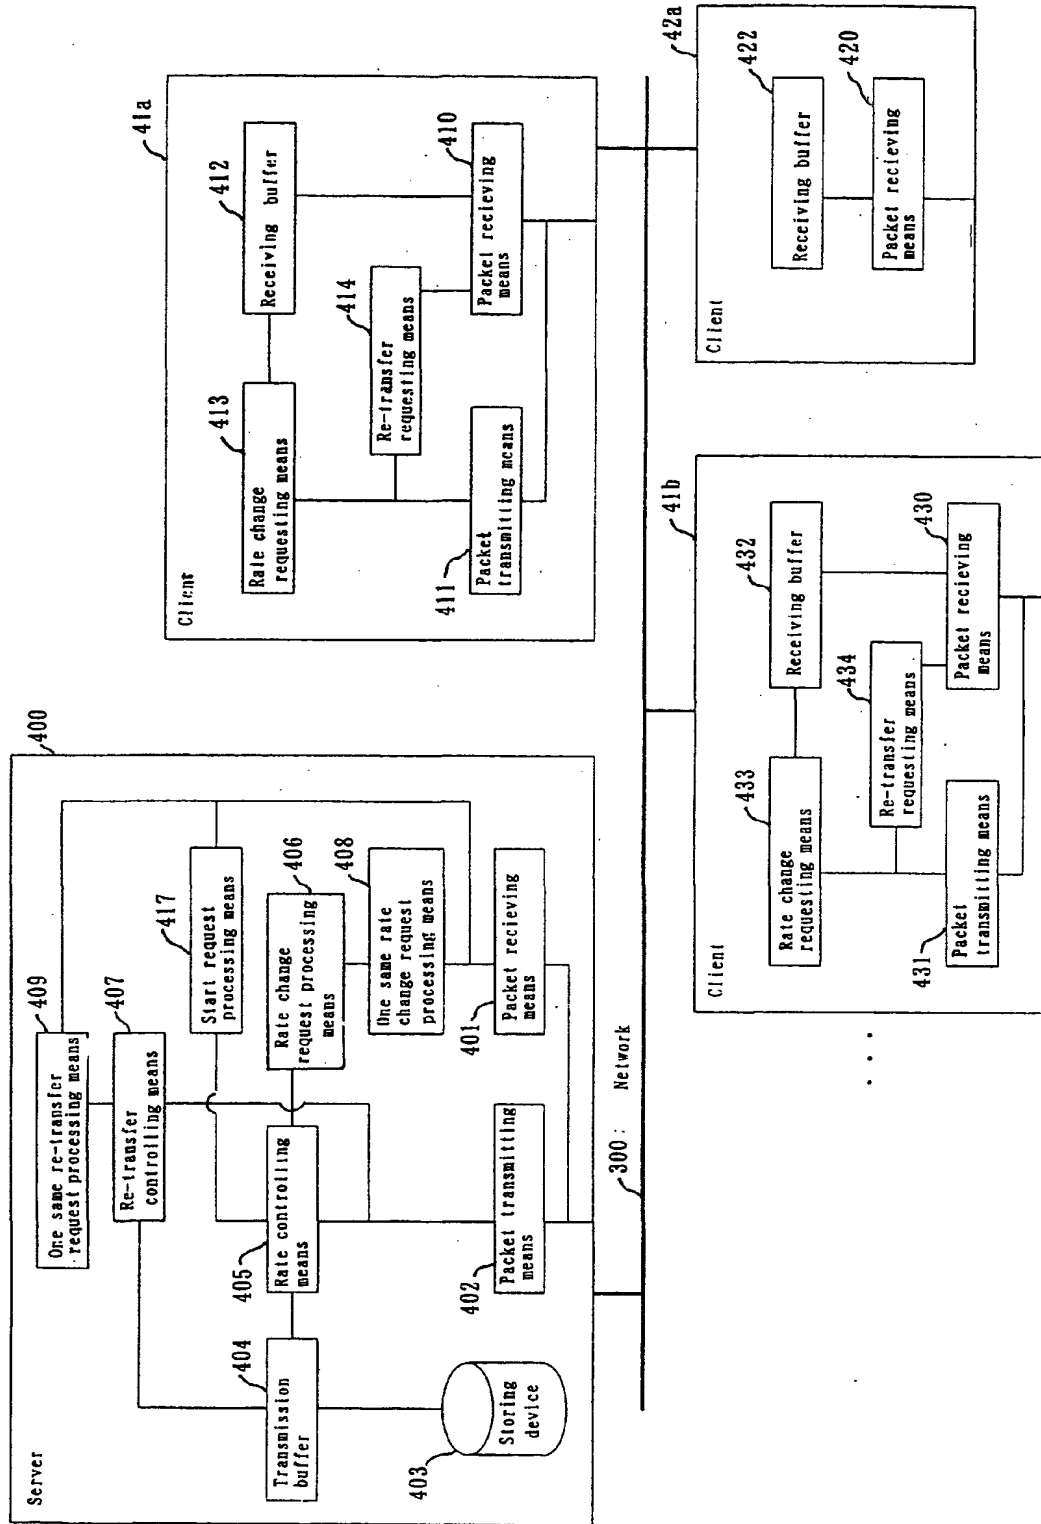 Server
400
One same re-transfer
request processing means
409
Re-transfer
controlling means
407
Start request
processing means
417
Transmission
buffer
404
Rate controlling
means
405
Rate change
request processing
means
406
One same rate
change request
processing means
408
Storing
device
403
Packet transmitting
means
402
Packet recieving
means
401
300 : Network
Client
41a
Rate change
requesting means
413
Receiving buffer
412
Re-transfer
requesting means
414
Packet
transmitting means
411
Packet recieving
means
410
Client
41b
Rate change
requesting means
433
Receiving buffer
432
Re-transfer
requesting means
434
Packet
transmitting means
431
Packet recieving
means
430
. . .
Client
42a
Receiving buffer
422
Packet recieving
means
420